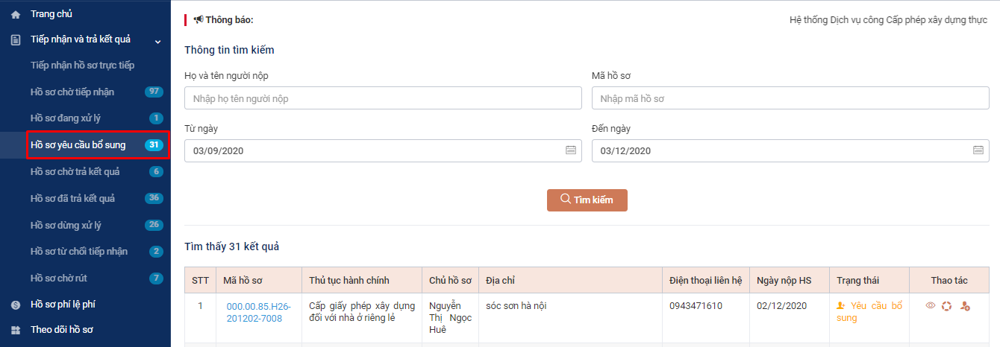 Trang chủ
Tiếp nhận và trả kết quả
Tiếp nhận hồ sơ trực tiếp
Hồ sơ chờ tiếp nhận 97
Hồ sơ đang xử lý 1
Hồ sơ yêu cầu bổ sung 31
Hồ sơ chờ trả kết quả 6
Hồ sơ đã trả kết quả 36
Hồ sơ dừng xử lý 26
Hồ sơ từ chối tiếp nhận 2
Hồ sơ chờ rút 7
Hồ sơ phí lệ phí
Theo dõi hồ sơ
Thông báo: Hệ thống Dịch vụ công Cấp phép xây dựng thực
Thông tin tìm kiếm
Họ và tên người nộp Mã hồ sơ
Nhập họ tên người nộp Nhập mã hồ sơ
Từ ngày Đến ngày
03/09/2020 03/12/2020
Tìm kiếm
Tìm thấy 31 kết quả
STT Mã hồ sơ Thủ tục hành chính Chủ hồ sơ Địa chỉ Điện thoại liên hệ Ngày nộp HS Trạng thái Thao tác
1 000.00.85.H26- Cấp giấy phép xây dựng Nguyễn sóc sơn hà nội 0943471610 02/12/2020 Yêu cầu bổ
201202-7008 đối với nhà ở riêng lẻ Thị Ngọc sung
Huê